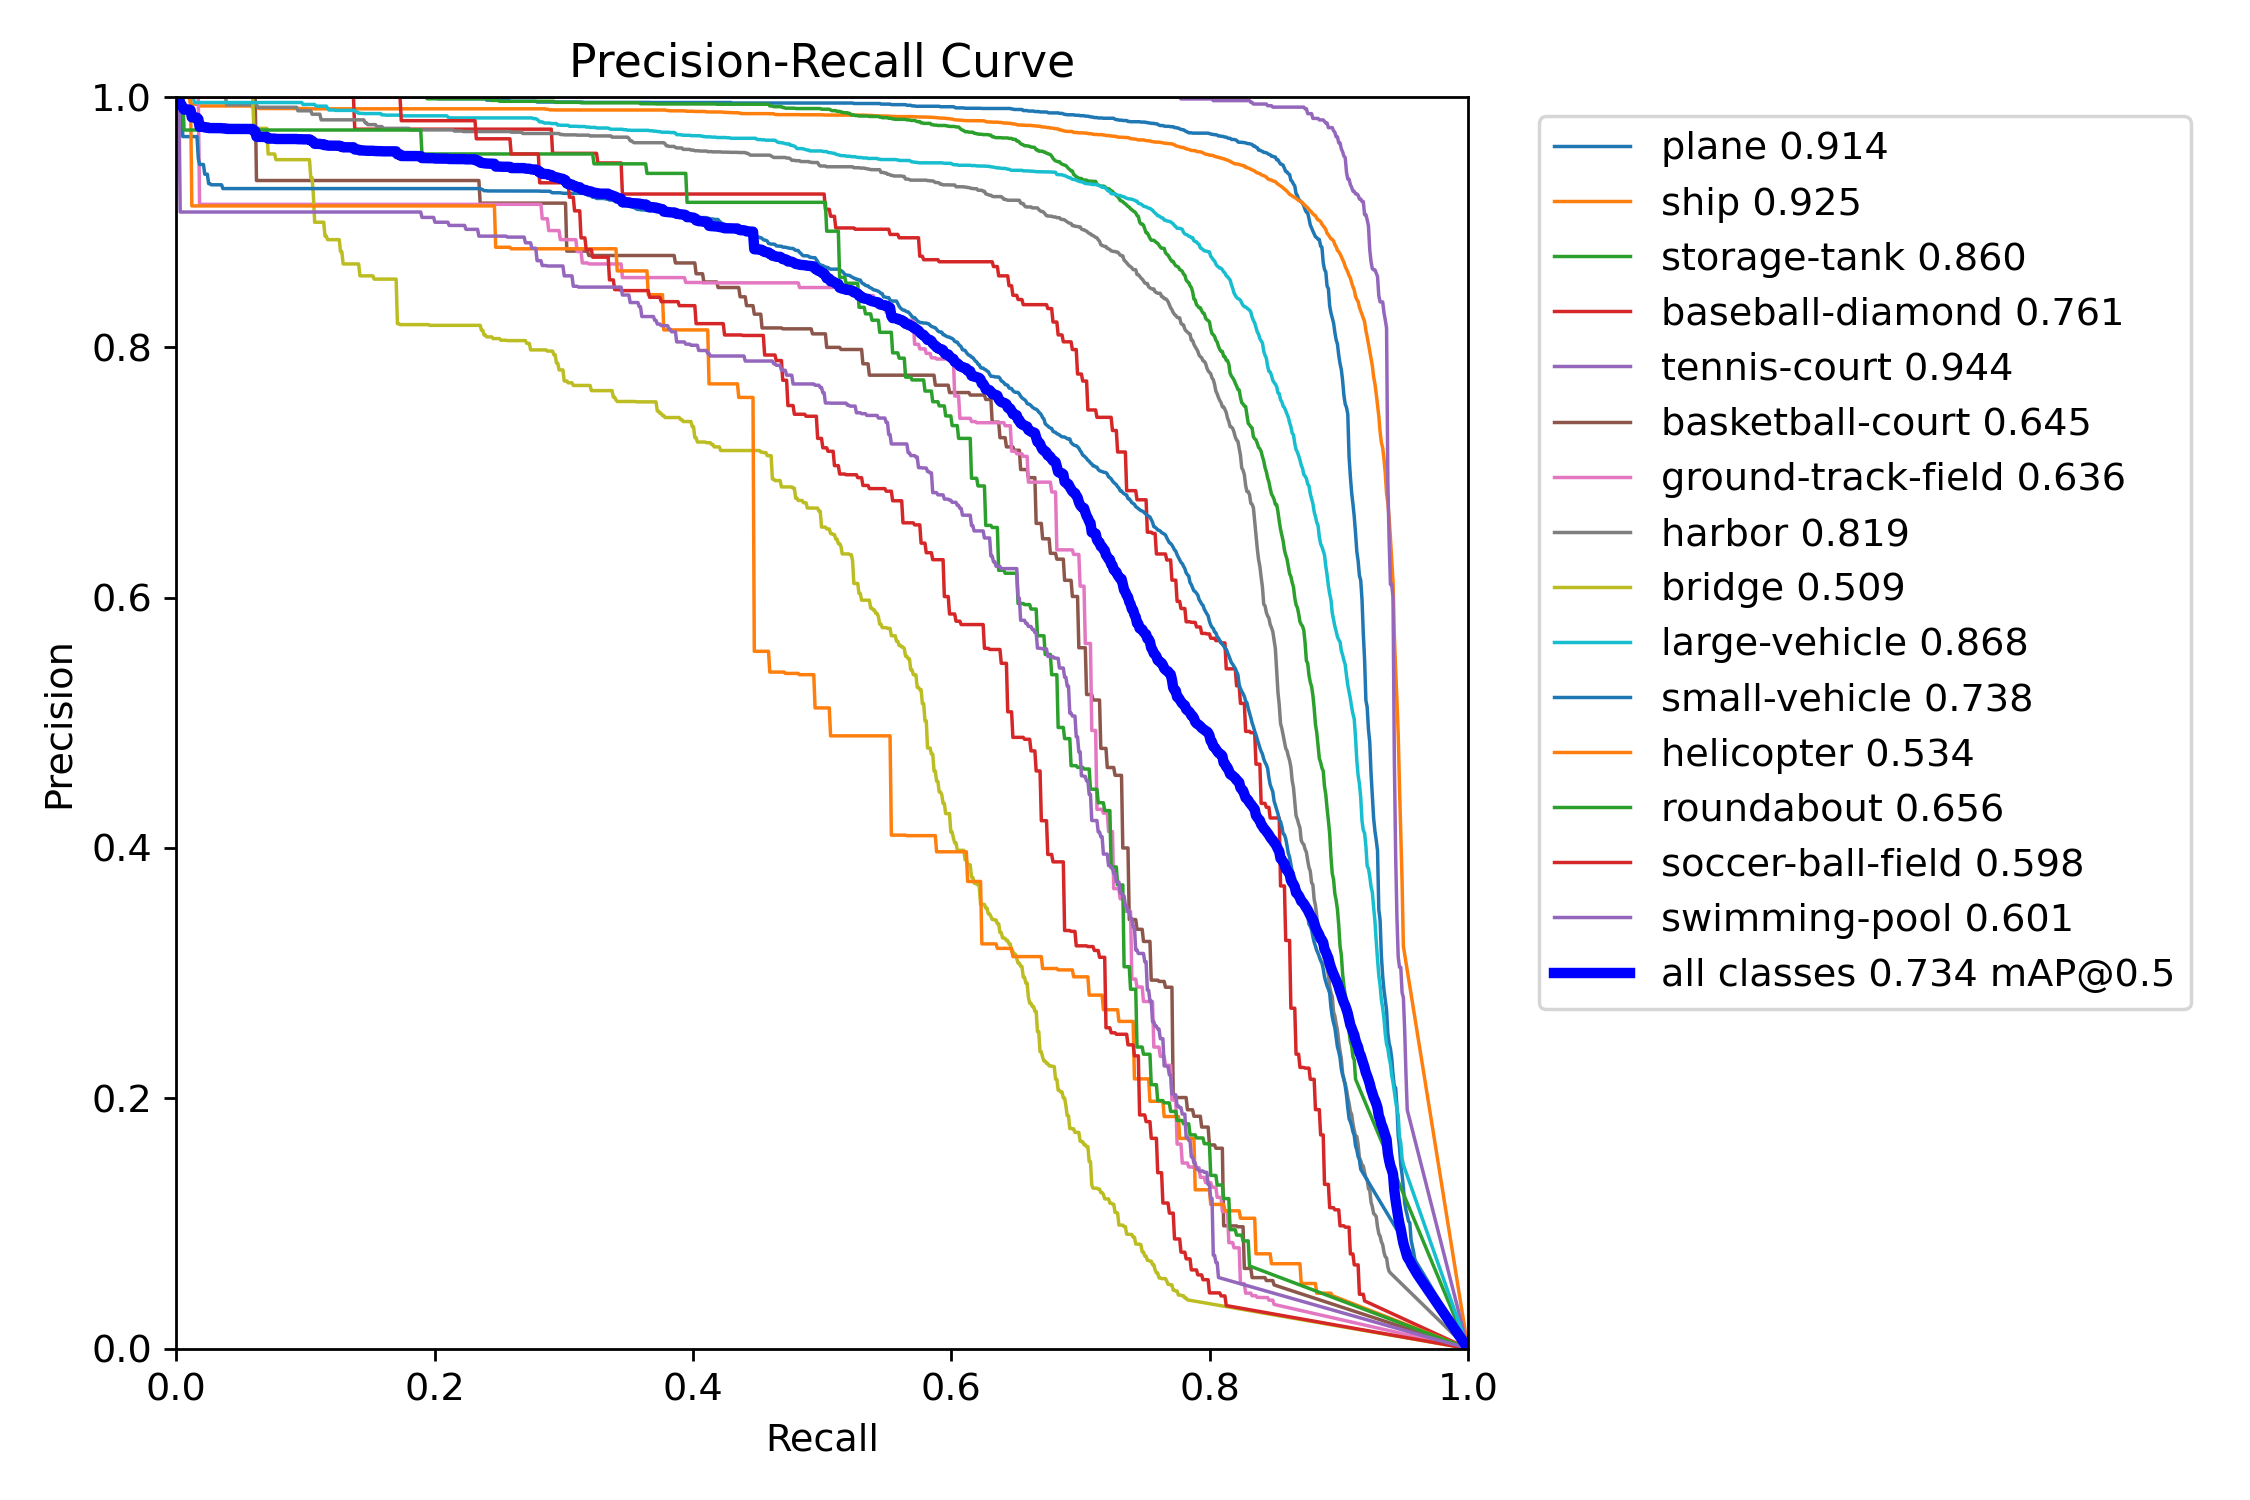 Precision-Recall Curve
1.0
0.8
0.6
0.4
0.2
0.0
Precision
0.0 0.2 0.4 0.6 0.8 1.0
Recall
plane 0.914
ship 0.925
storage-tank 0.860
baseball-diamond 0.761
tennis-court 0.944
basketball-court 0.645
ground-track-field 0.636
harbor 0.819
bridge 0.509
large-vehicle 0.868
small-vehicle 0.738
helicopter 0.534
roundabout 0.656
soccer-ball-field 0.598
swimming-pool 0.601
all classes 0.734 mAP@0.5